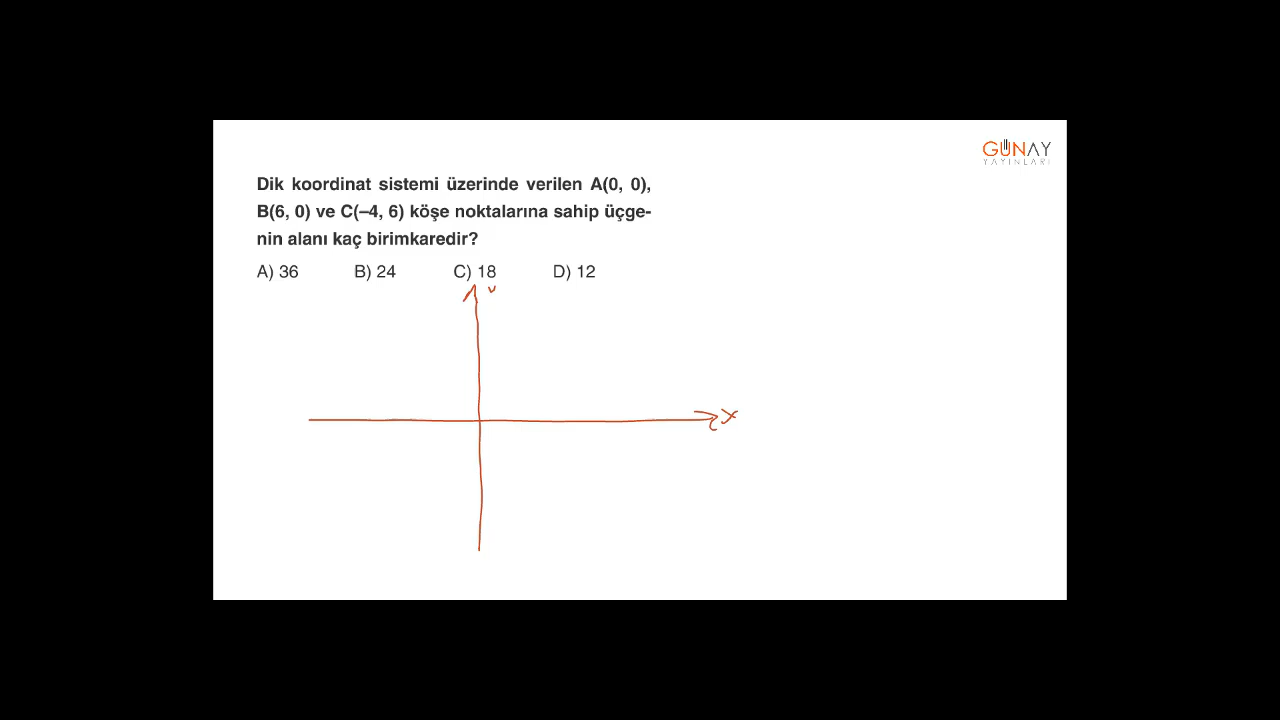 GÜNAY
YAYINLARI
Dik koordinat sistemi üzerinde verilen A(0, 0),
B(6, 0) ve C(–4, 6) köşe noktalarına sahip üçge-
nin alanı kaç birimkaredir?
A) 36 B) 24 C) 18 D) 12
x